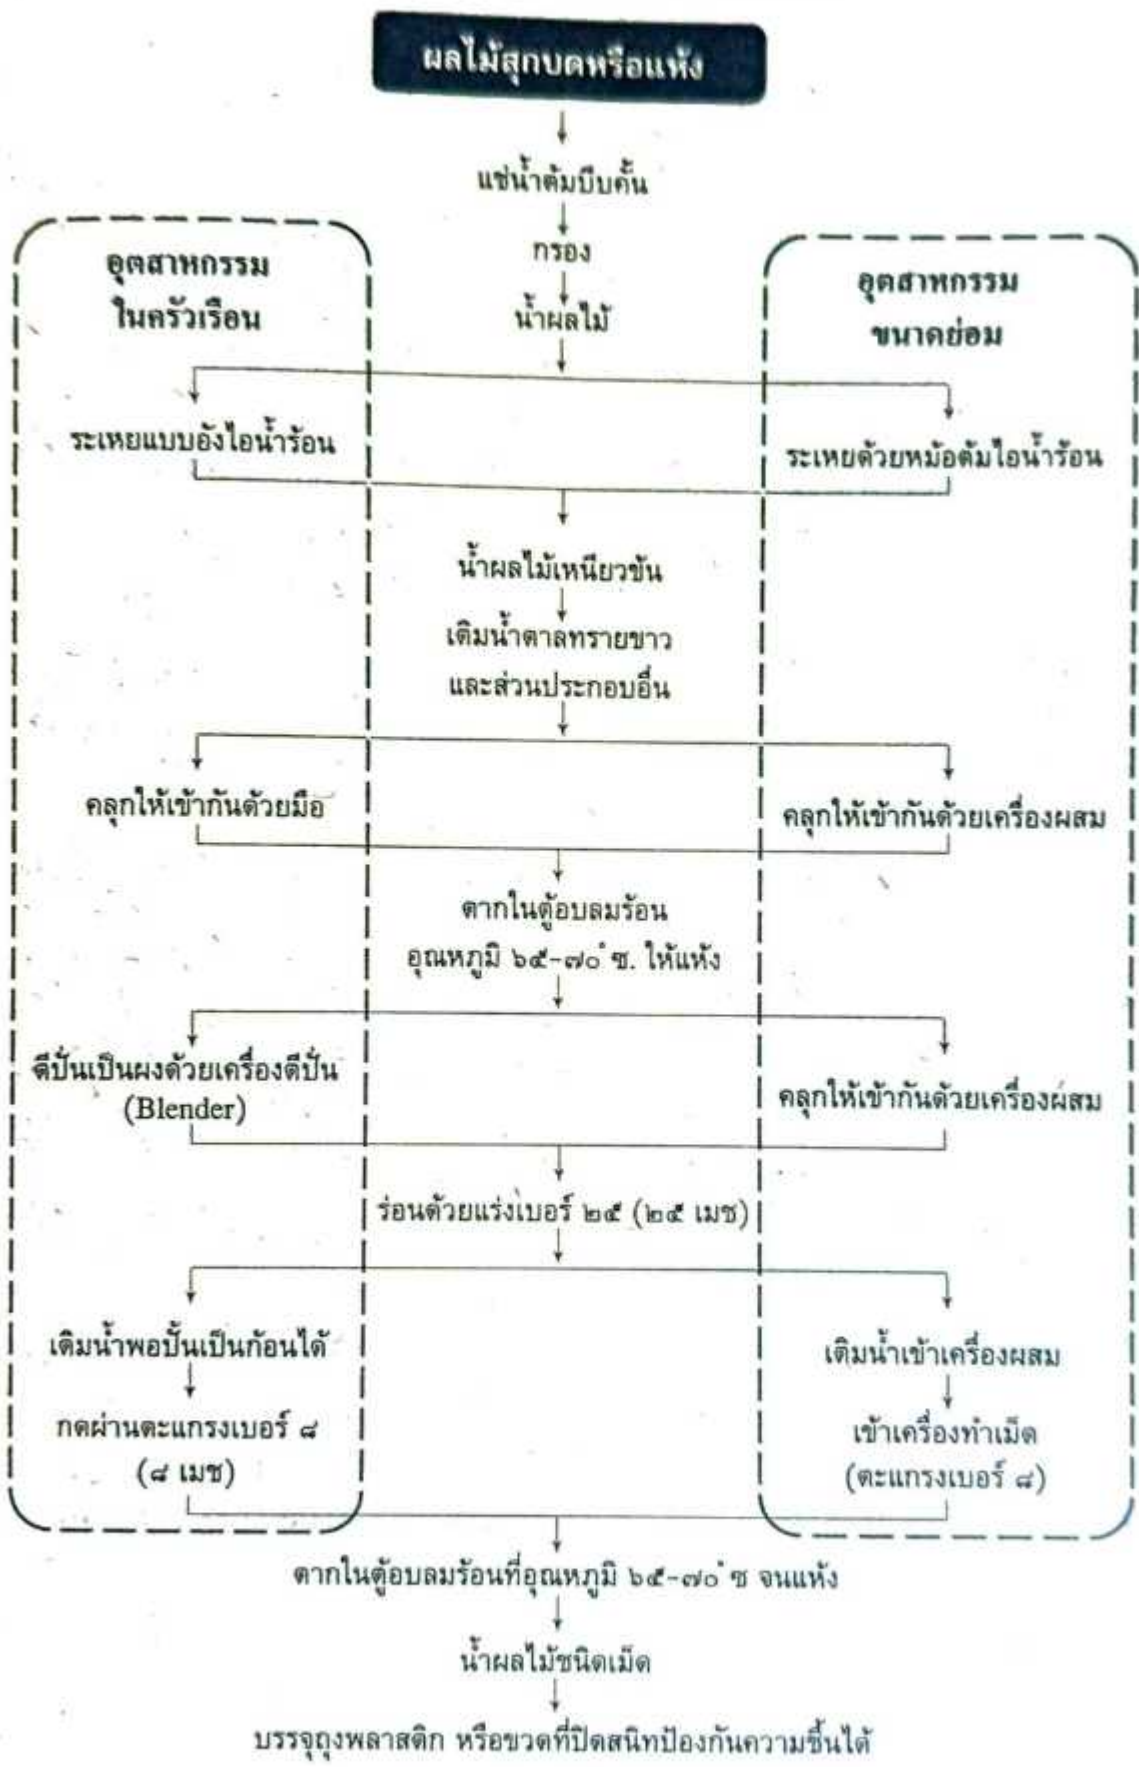 ผลไม้สุกบดหรือแห้ง
แช่น้ำต้มบีบคั้น
กรอง
น้ำผลไม้
อุตสาหกรรม
ในครัวเรือน
อุตสาหกรรม
ขนาดย่อม
ระเหยแบบอังไอน้ำร้อน
ระเหยด้วยหม้อต้มไอน้ำร้อน
น้ำผลไม้เหนียวข้น
เติมน้ำตาลทรายขาว
และส่วนประกอบอื่น
คลุกให้เข้ากันด้วยมือ
คลุกให้เข้ากันด้วยเครื่องผสม
ตากในตู้อบลมร้อน
อุณหภูมิ ๖๕-๗๐ ํ ซ. ให้แห้ง
ตีปั่นเป็นผงด้วยเครื่องตีปั่น
(Blender)
คลุกให้เข้ากันด้วยเครื่องผสม
ร่อนด้วยแร่งเบอร์ ๒๕ (๒๕ เมช)
เติมน้ำพอปั้นเป็นก้อนได้
เติมน้ำเข้าเครื่องผสม
กดผ่านตะแกรงเบอร์ ๘
(๘ เมช)
เข้าเครื่องทำเม็ด
(ตะแกรงเบอร์ ๘)
ตากในตู้อบลมร้อนที่อุณหภูมิ ๖๕-๗๐ ํ ซ จนแห้ง
น้ำผลไม้ชนิดเม็ด
บรรจุถุงพลาสติก หรือขวดที่ปิดสนิทป้องกันความชื้นได้